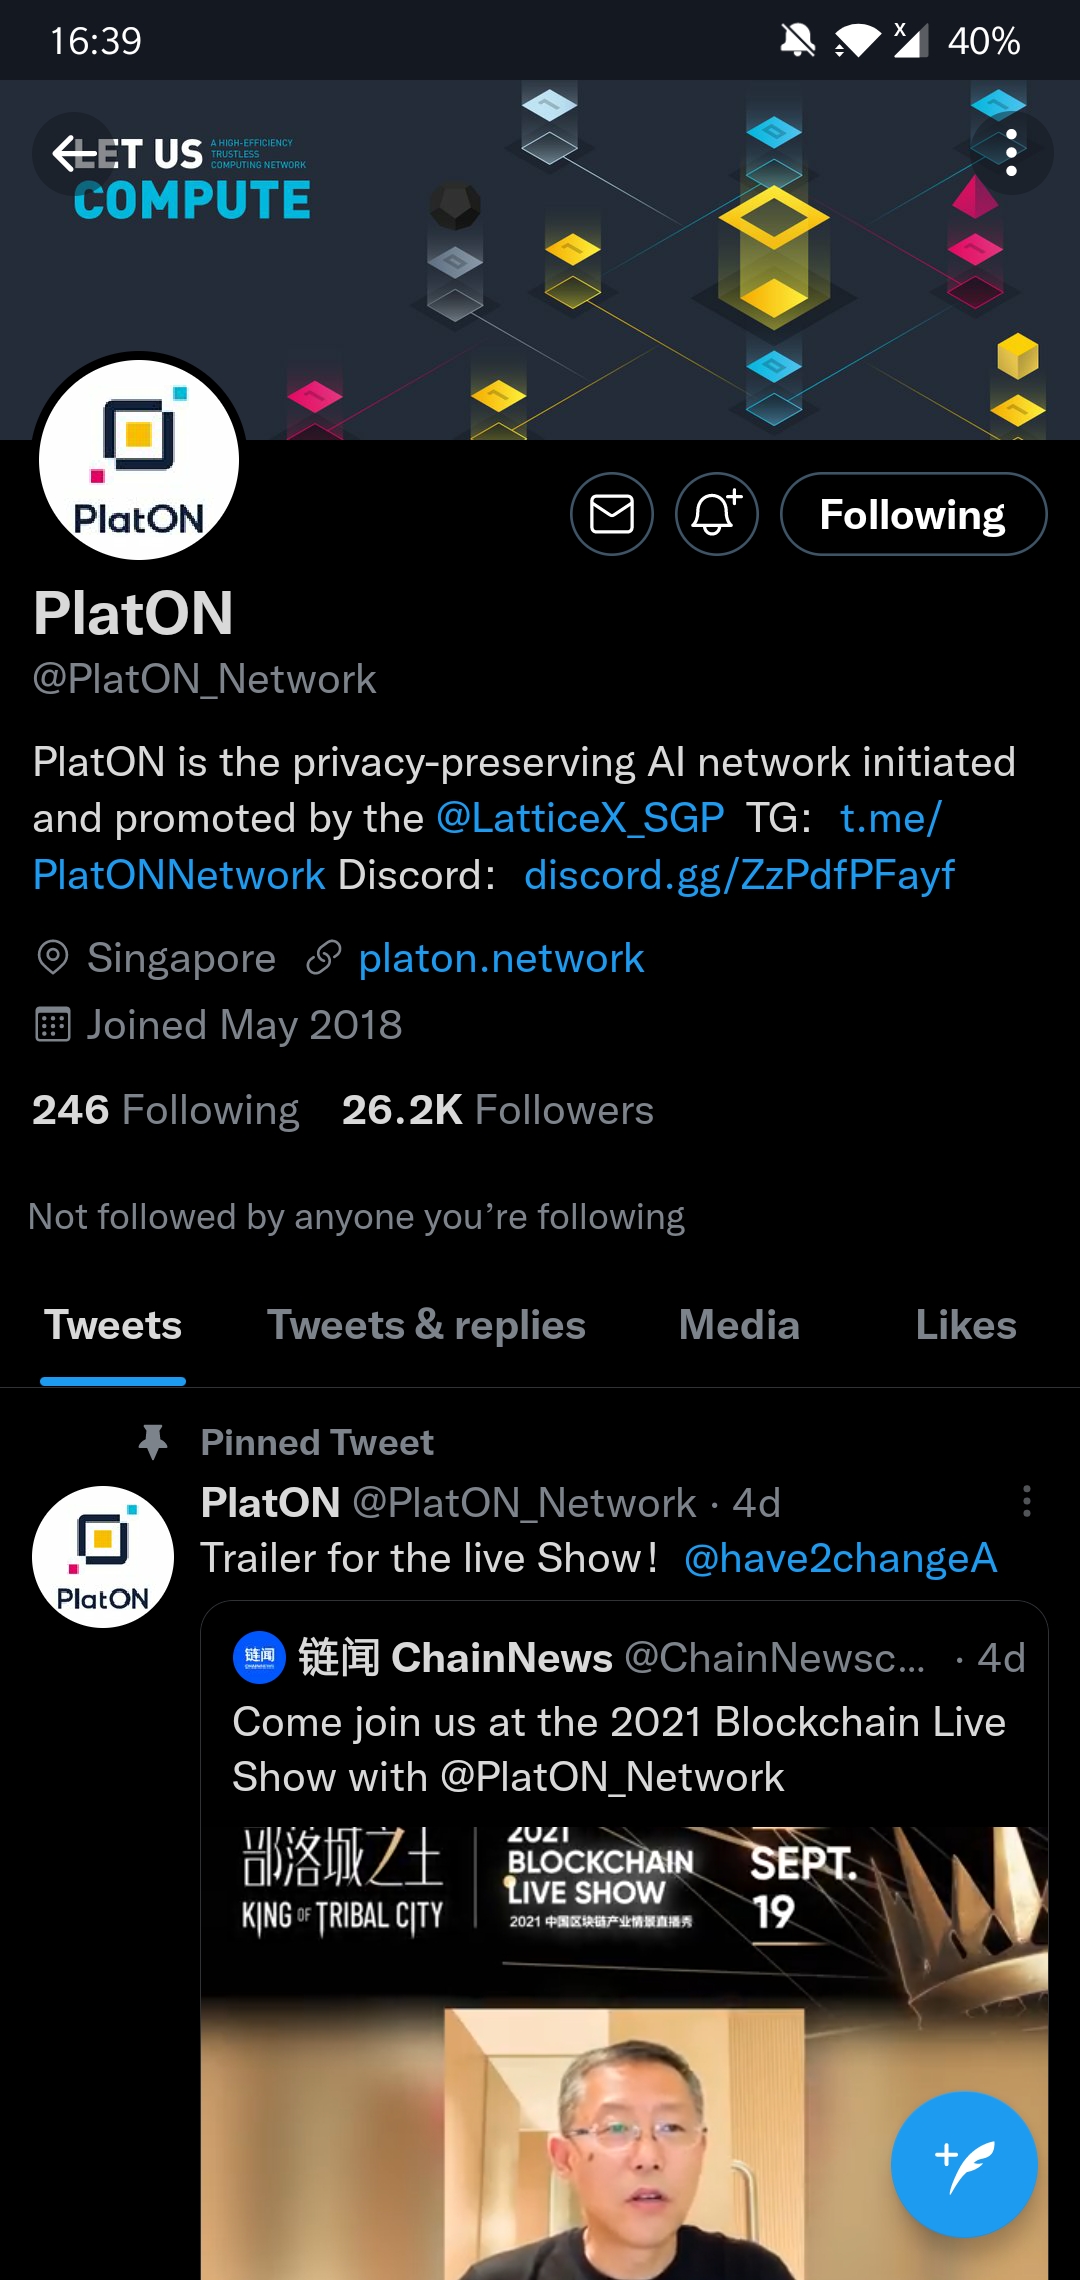 16:39
40%
LET US
A HIGH-EFFICIENCY
TRUSTLESS
COMPUTING NETWORK
COMPUTE
PlatON
Following
PlatON
@PlatON_Network
PlatON is the privacy-preserving AI network initiated
and promoted by the @LatticeX_SGP TG: t.me/
PlatONNetwork Discord: discord.gg/ZzPdfPFayf
Singapore platon.network
Joined May 2018
246 Following 26.2K Followers
Not followed by anyone you’re following
Tweets Tweets & replies Media Likes
Pinned Tweet
PlatON @PlatON_Network · 4d
PlatON
Trailer for the live Show! @have2changeA
链闻
链闻 ChainNews @ChainNewsc... · 4d
Come join us at the 2021 Blockchain Live
Show with @PlatON_Network
部落城之王
KING OF TRIBAL CITY
2021
BLOCKCHAIN
LIVE SHOW
2021 中国区块链产业情景直播秀
SEPT.
19